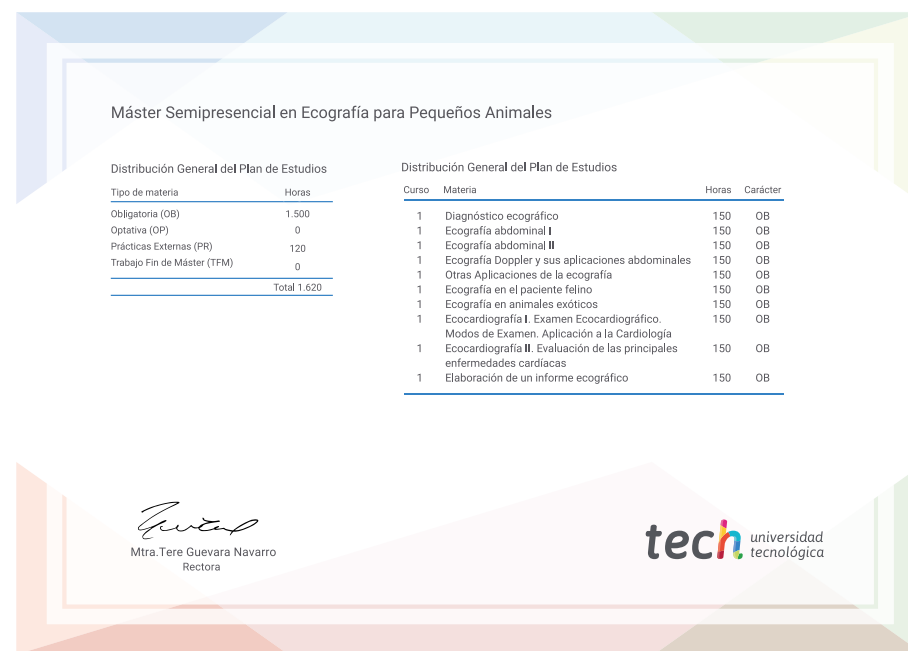 Máster Semipresencial en Ecografía para Pequeños Animales
Distribución General del Plan de Estudios
Tipo de materia Horas
Obligatoria (OB) 1.500
Optativa (OP) 0
Prácticas Externas (PR) 120
Trabajo Fin de Máster (TFM) 0
Total 1.620
Distribución General del Plan de Estudios
Curso Materia Horas Carácter
1 Diagnóstico ecográfico 150 OB
1 Ecografía abdominal I 150 OB
1 Ecografía abdominal II 150 OB
1 Ecografía Doppler y sus aplicaciones abdominales 150 OB
1 Otras Aplicaciones de la ecografía 150 OB
1 Ecografía en el paciente felino 150 OB
1 Ecografía en animales exóticos 150 OB
1 Ecocardiografía I. Examen Ecocardiográfico. 150 OB
Modos de Examen. Aplicación a la Cardiología
1 Ecocardiografía II. Evaluación de las principales 150 OB
enfermedades cardíacas
1 Elaboración de un informe ecográfico 150 OB
Mtra.Tere Guevara Navarro
Rectora
tech universidad
tecnológica